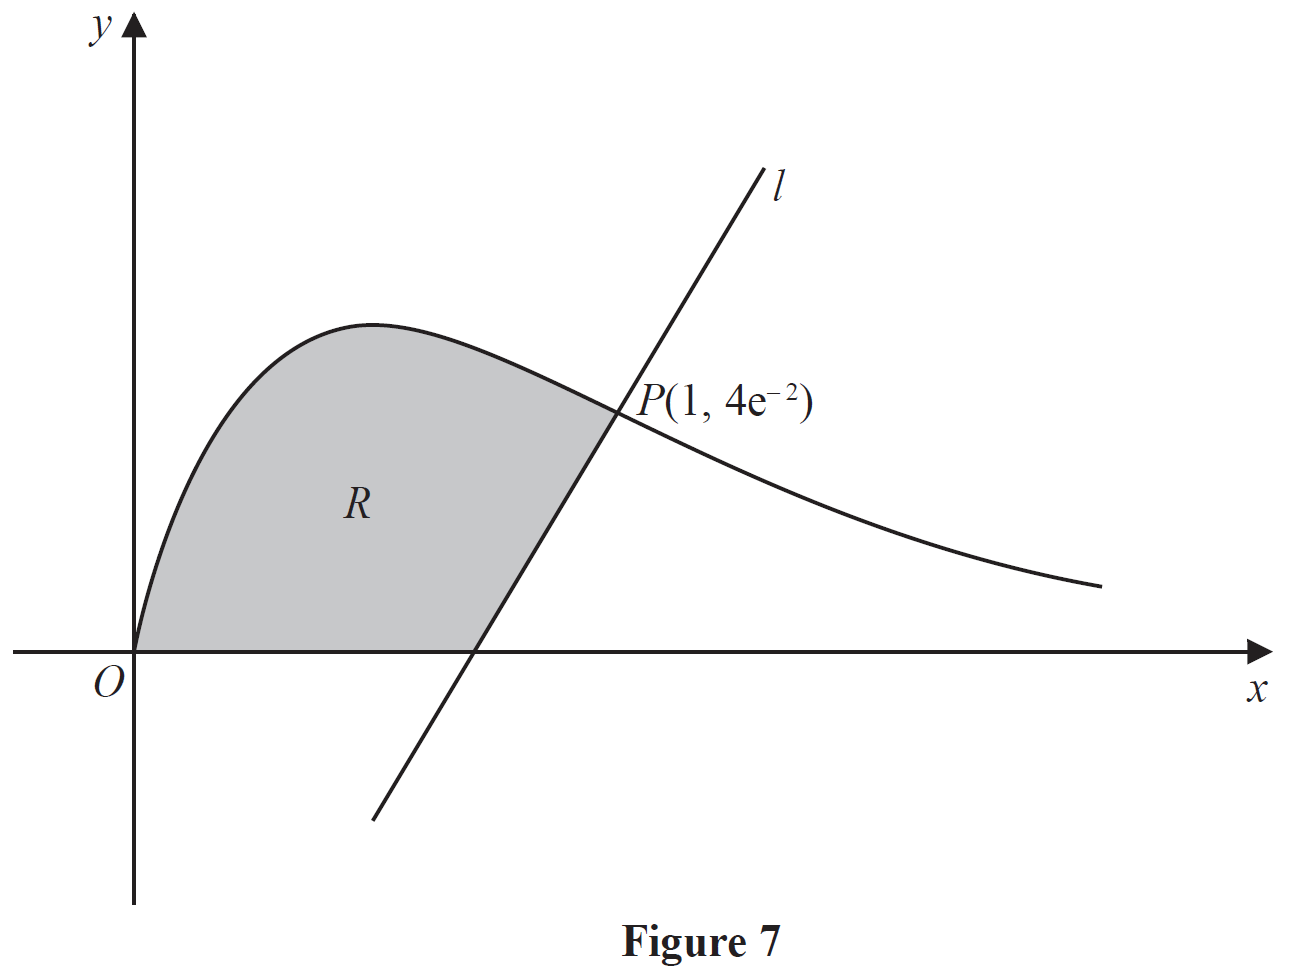 y
l
P(1, 4e⁻²)
R
O
x
Figure 7